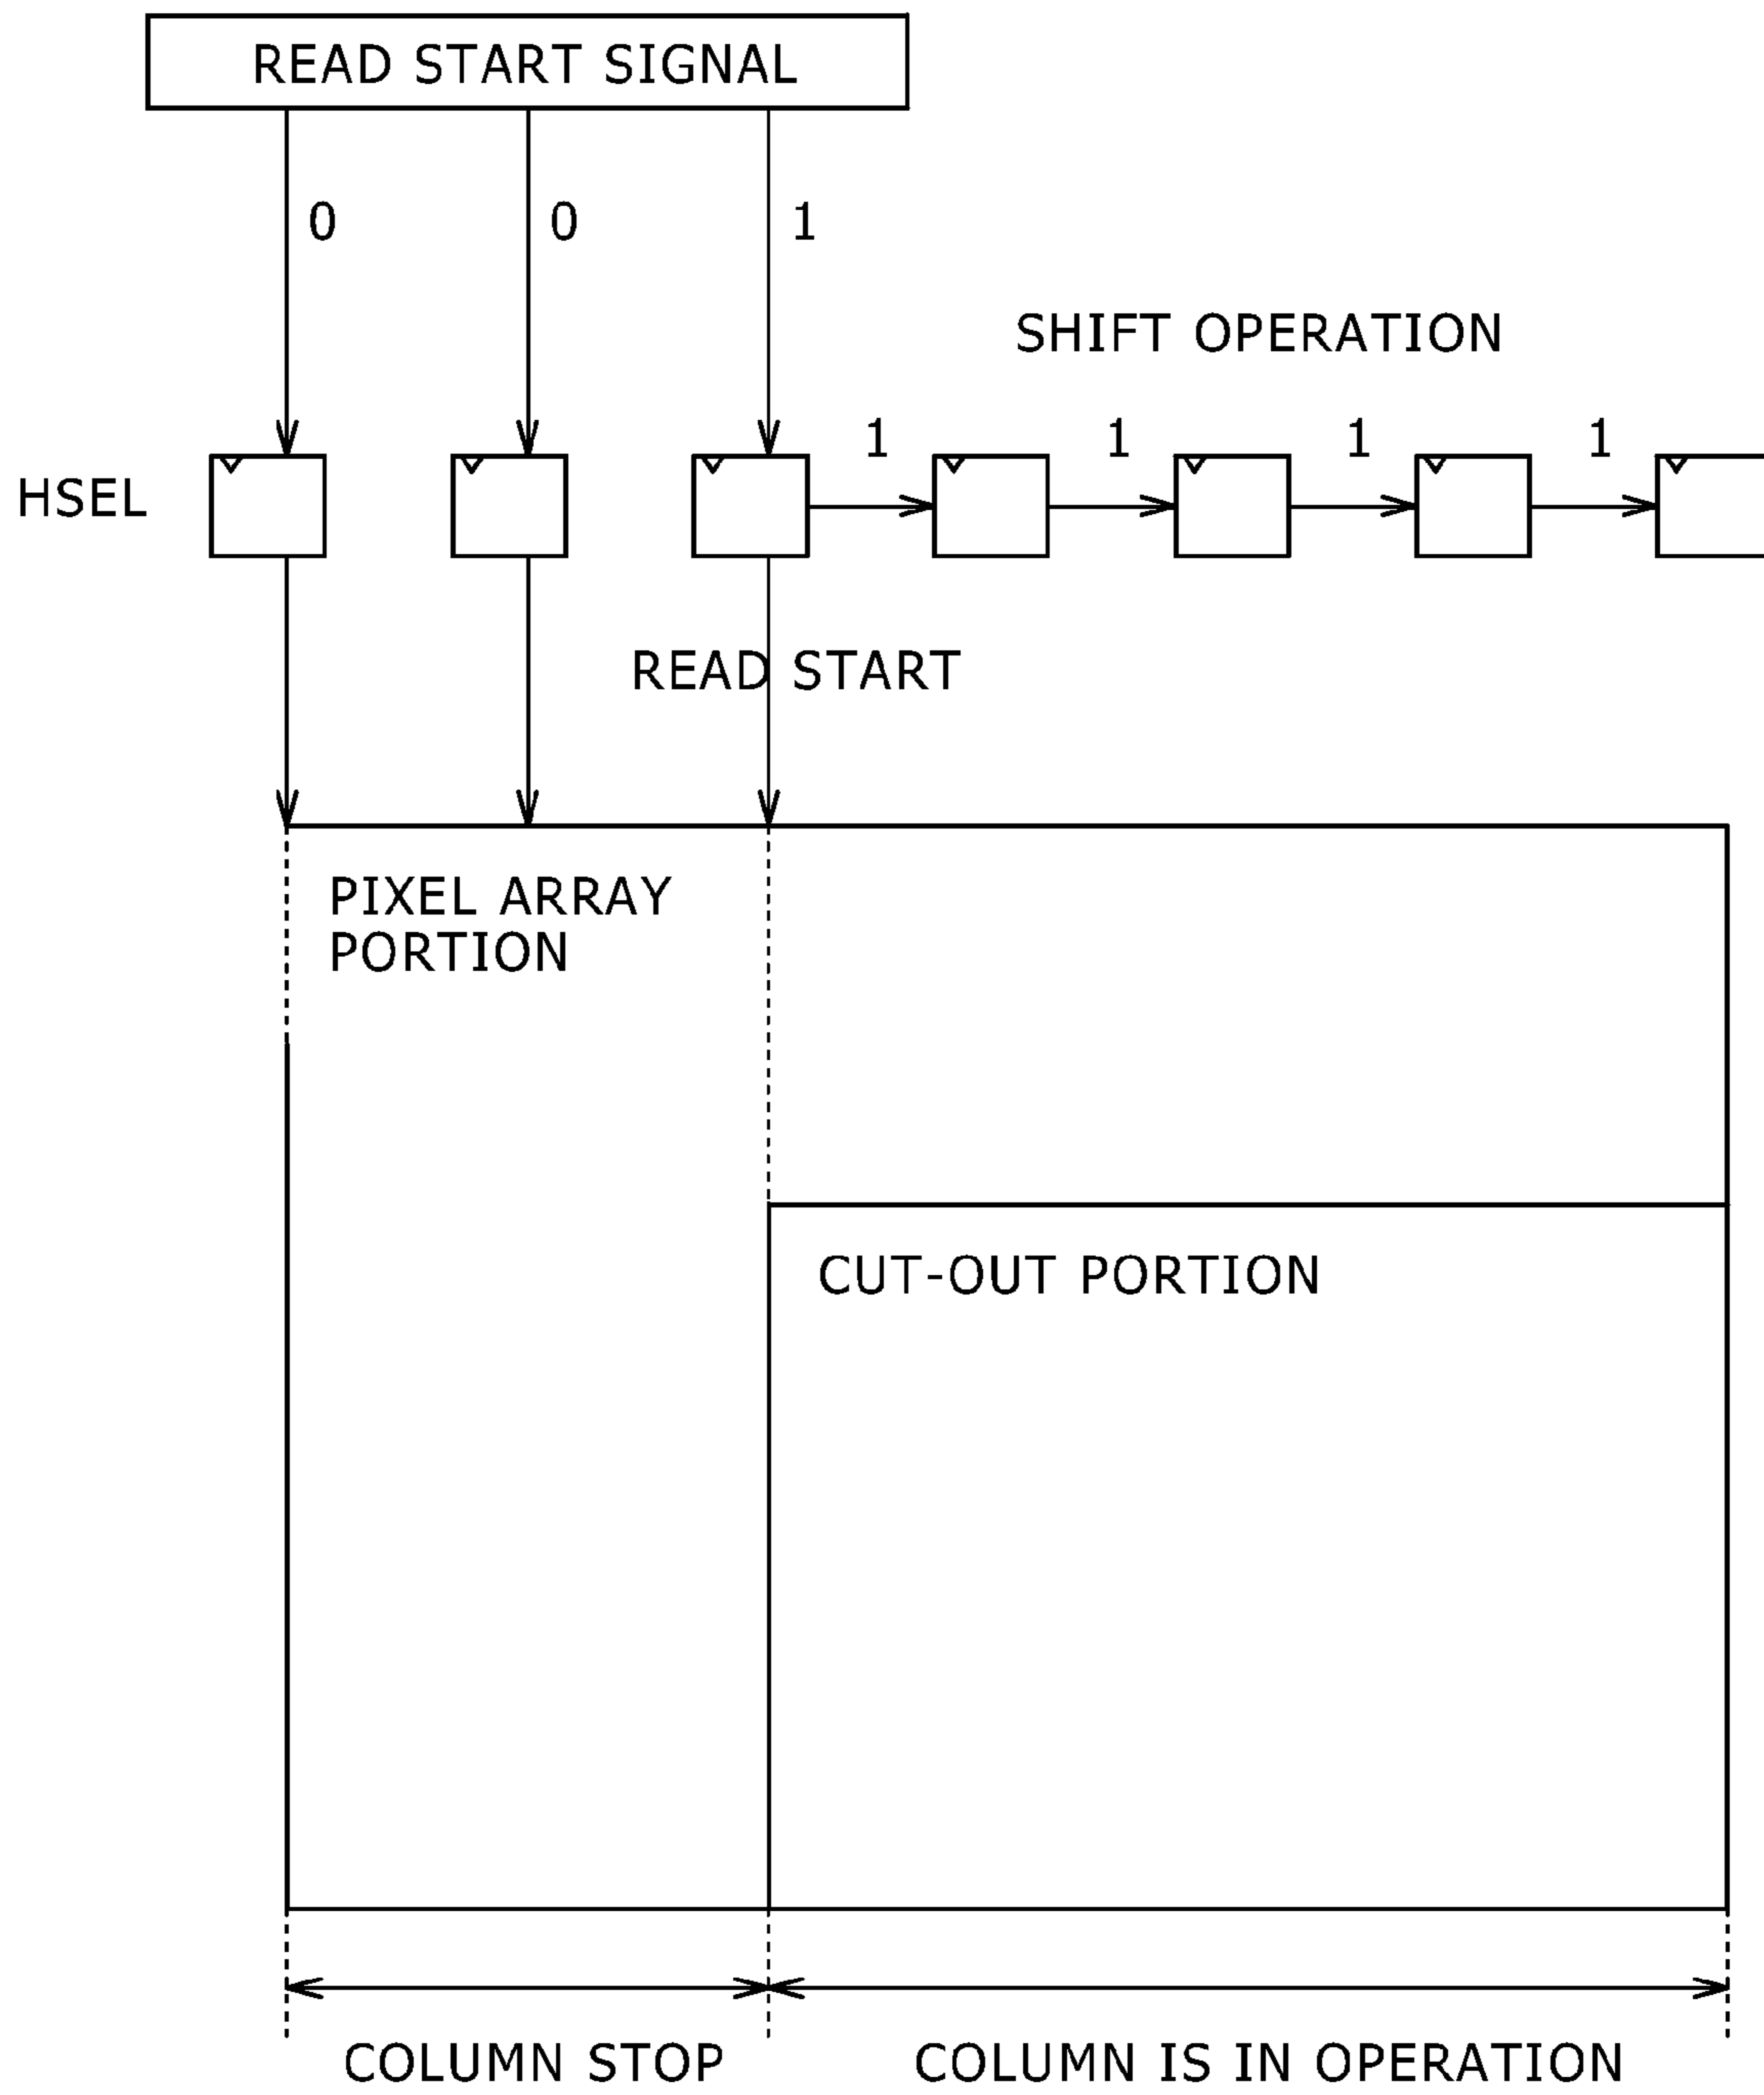 READ START SIGNAL
0 0 1
SHIFT OPERATION
1 1 1 1
HSEL
READ START
PIXEL ARRAY
PORTION
CUT-OUT PORTION
COLUMN STOP COLUMN IS IN OPERATION